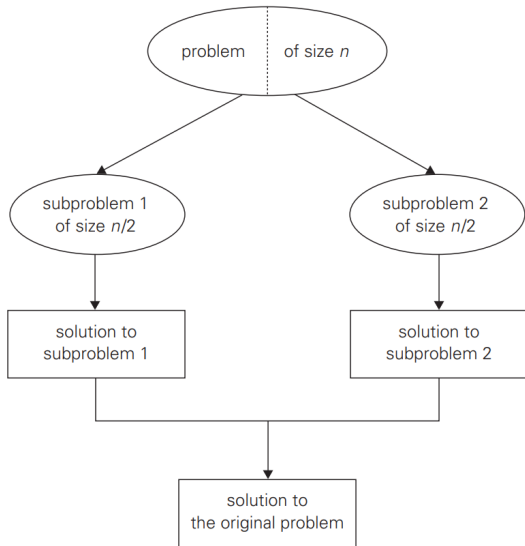 problem of size n
subproblem 1
of size n/2
subproblem 2
of size n/2
solution to
subproblem 1
solution to
subproblem 2
solution to
the original problem